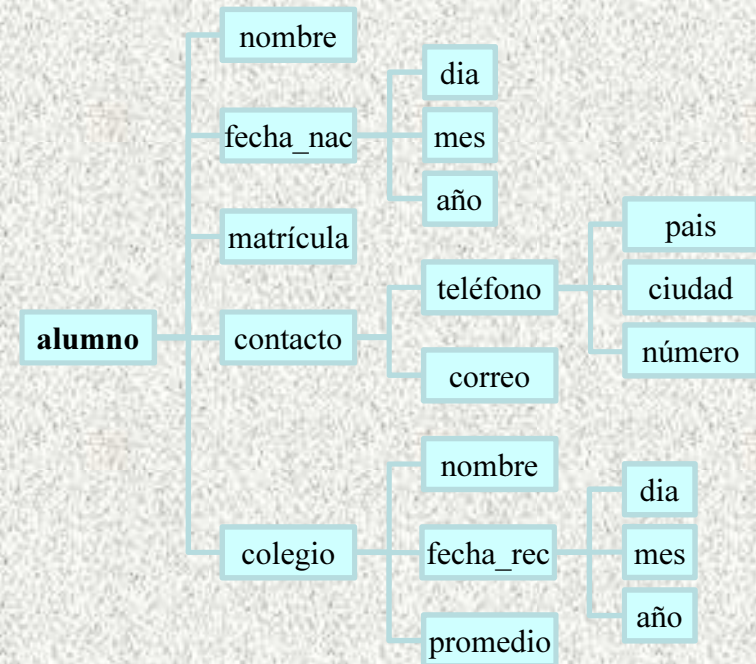 nombre
dia
fecha_nac
mes
año
matrícula
pais
teléfono
ciudad
alumno
contacto
número
correo
nombre
dia
colegio
fecha_rec
mes
año
promedio